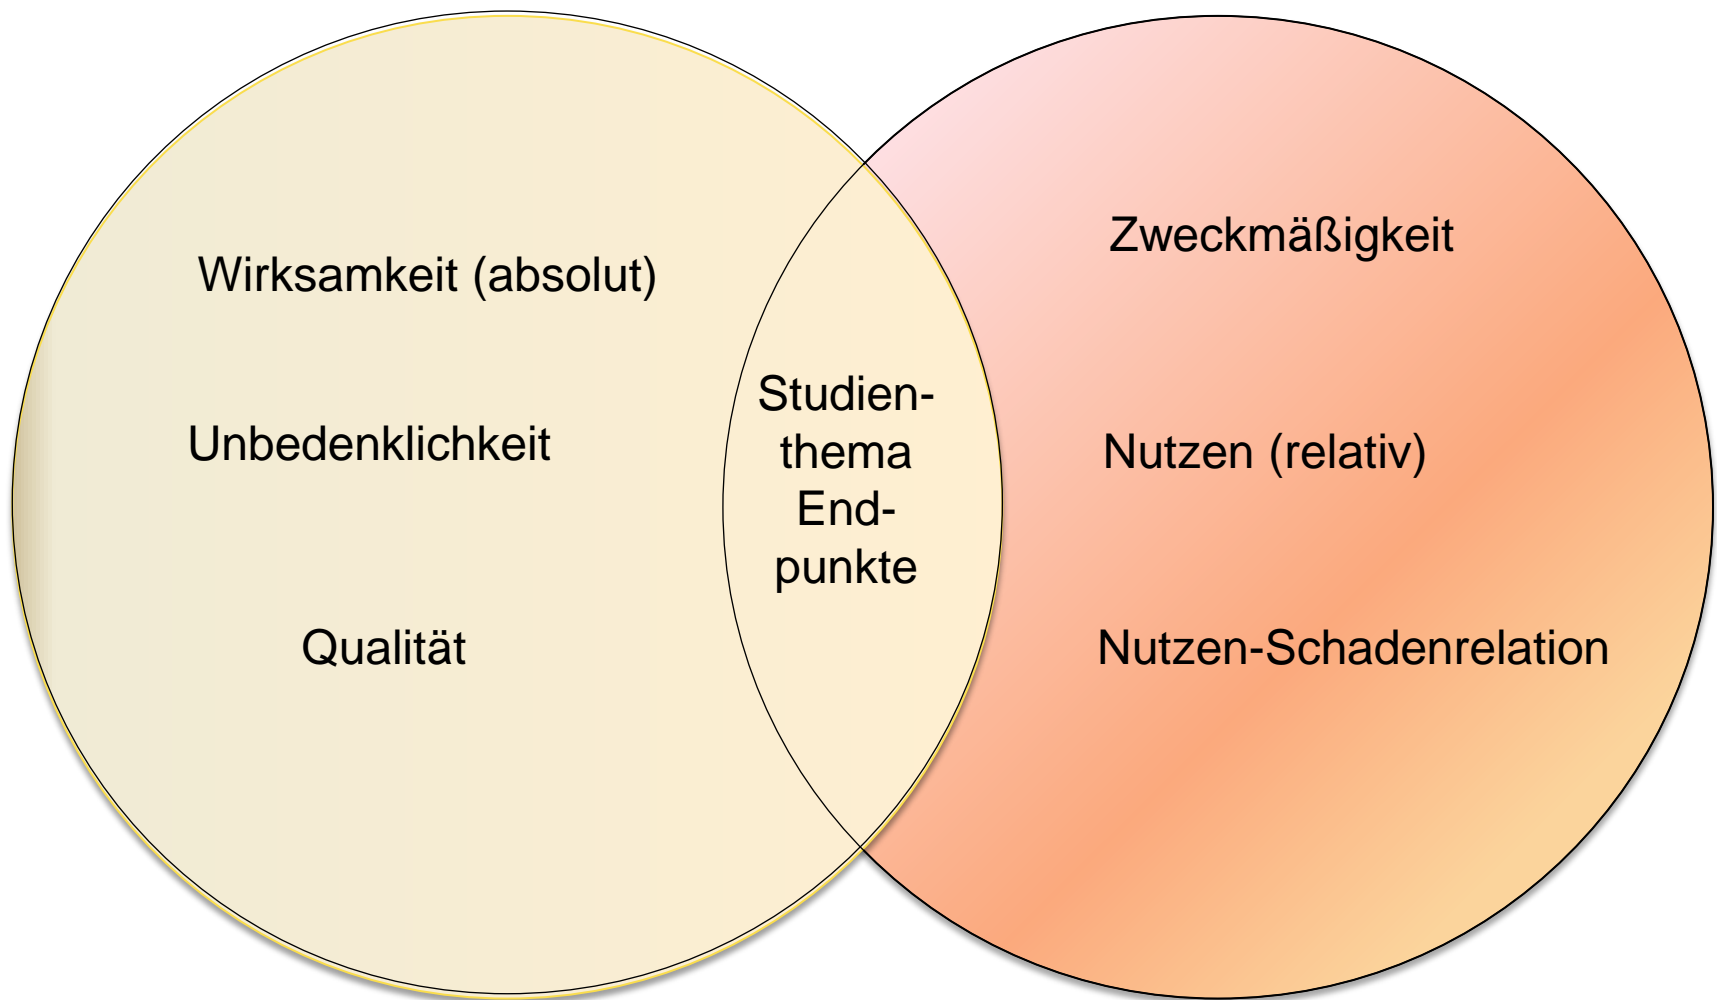 Wirksamkeit (absolut)
Unbedenklichkeit
Qualität
Studien-
thema
End-
punkte
Zweckmäßigkeit
Nutzen (relativ)
Nutzen-Schadenrelation